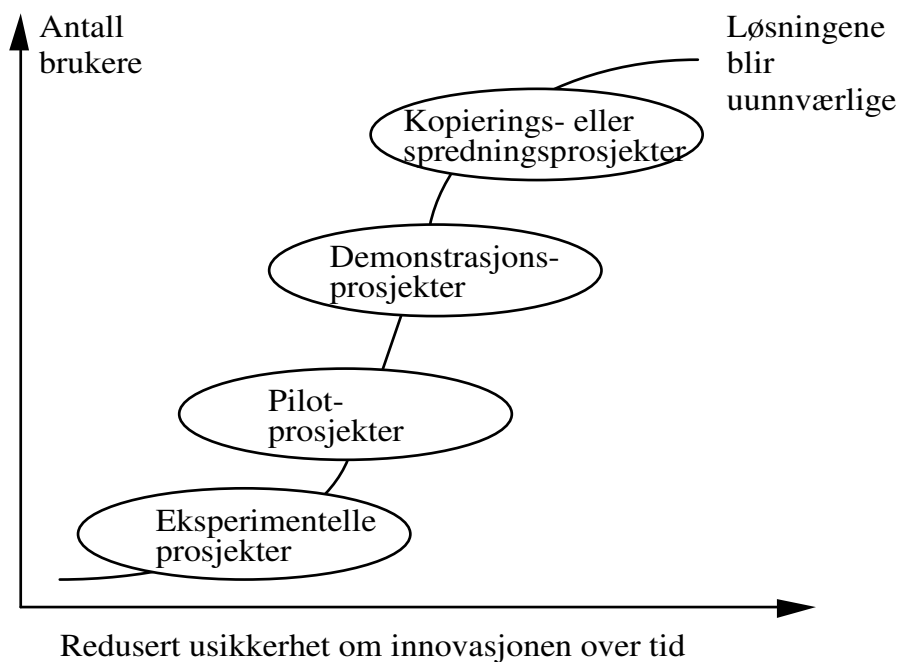 Antall
brukere
Løsningene
blir
uunnværlige
Kopierings- eller
spredningsprosjekter
Demonstrasjons-
prosjekter
Pilot-
prosjekter
Eksperimentelle
prosjekter
Redusert usikkerhet om innovasjonen over tid